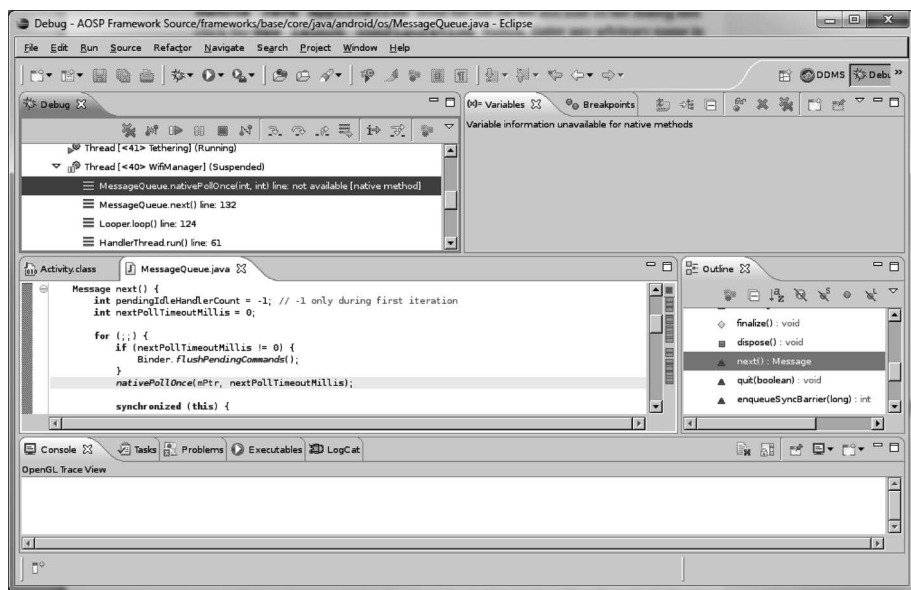 Debug - AOSP Framework Source/frameworks/base/core/java/android/os/MessageQueue.java - Eclipse
File Edit Run Source Refactor Navigate Search Project Window Help
DDMS Debu
Debug
(x)= Variables Breakpoints
Variable information unavailable for native methods
Thread [<41> Tethering] (Running)
Thread [<40> WifiManager] (Suspended)
MessageQueue.nativePollOnce(int, int) line: not available [native method]
MessageQueue.next() line: 132
Looper.loop() line: 124
HandlerThread.run() line: 61
Activity.class MessageQueue.java
Message next() {
int pendingIdleHandlerCount = -1; // -1 only during first iteration
int nextPollTimeoutMillis = 0;
for (;;) {
if (nextPollTimeoutMillis != 0) {
Binder.flushPendingCommands();
}
nativePollOnce(mPtr, nextPollTimeoutMillis);
synchronized (this) {
Outline
finalize() : void
dispose() : void
next() : Message
quit(boolean) : void
enqueueSyncBarrier(long) : int
Console Tasks Problems Executables LogCat
OpenGL Trace View